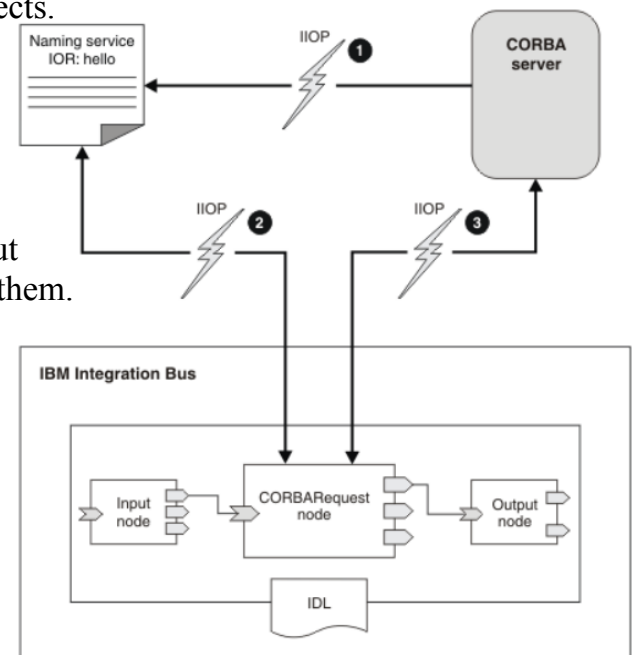 ects.
Naming service
IOR: hello
IIOP 1
CORBA
server
IIOP 2
IIOP 3
ut
them.
IBM Integration Bus
Input
node
CORBARequest
node
Output
node
IDL